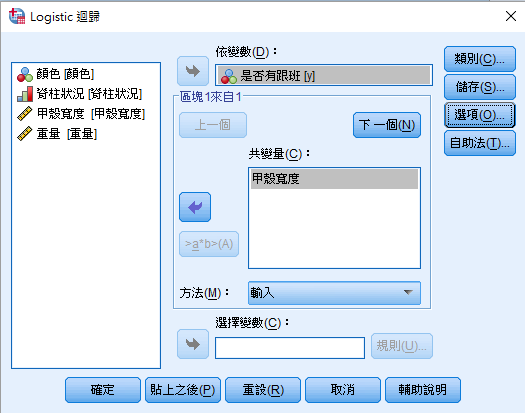 Logistic 迴歸
顏色 [顏色]
脊柱狀況 [脊柱狀況]
甲殼寬度 [甲殼寬度]
重量 [重量]
依變數(D):
是否有跟班 [y]
區塊1來自1
上一個
下一個(N)
共變量(C):
甲殼寬度
>a*b>(A)
方法(M): 輸入
選擇變數(C):
規則(U)...
類別(C)...
儲存(S)...
選項(O)...
自助法(T)...
確定 貼上之後(P) 重設(R) 取消 輔助說明